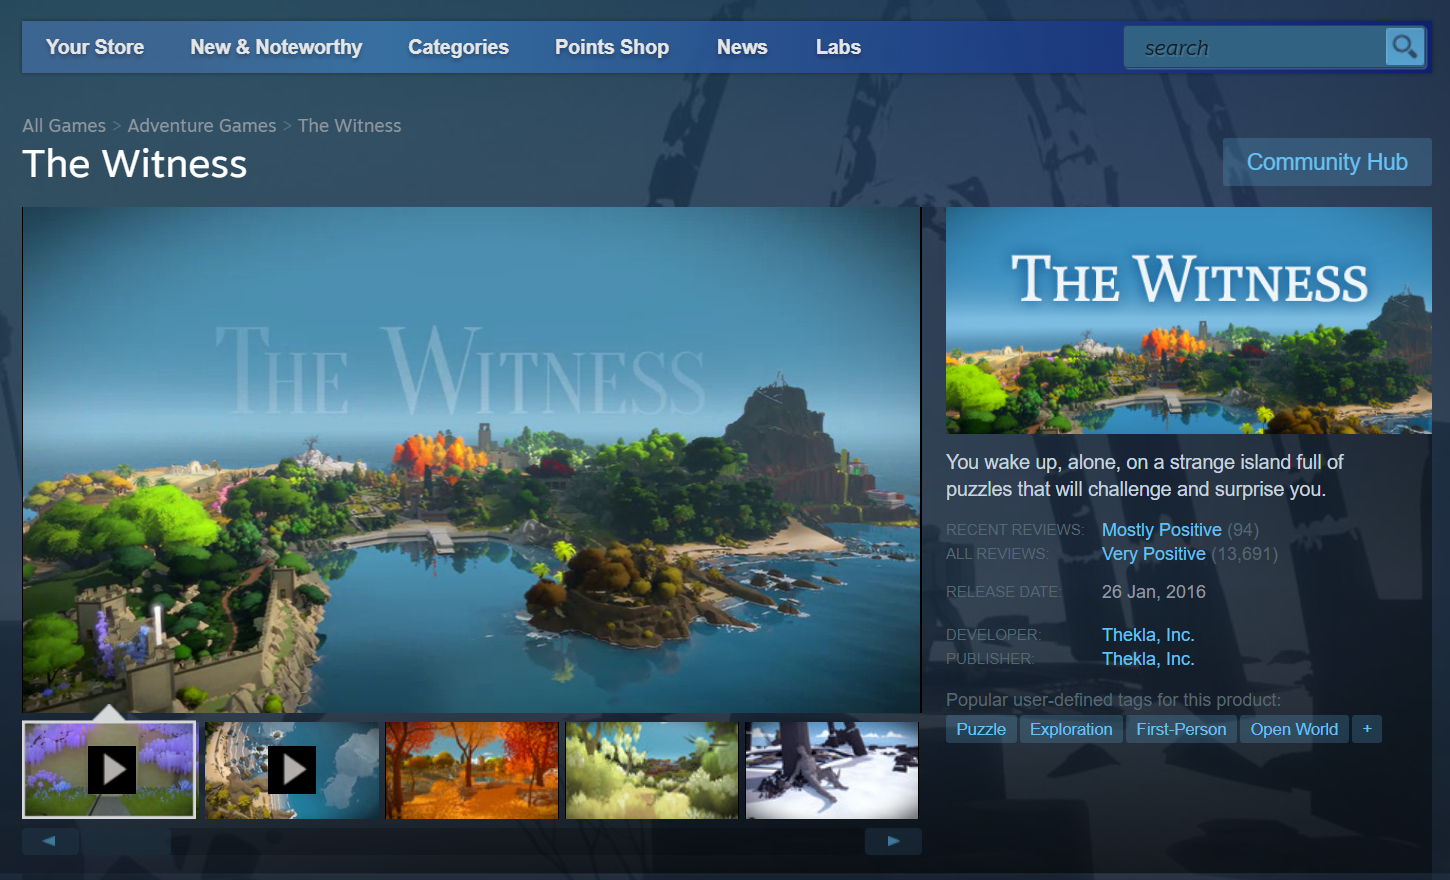 Your Store New & Noteworthy Categories Points Shop News Labs search
All Games > Adventure Games > The Witness
The Witness
Community Hub
THE WITNESS
THE WITNESS
You wake up, alone, on a strange island full of
puzzles that will challenge and surprise you.
RECENT REVIEWS: Mostly Positive (94)
ALL REVIEWS: Very Positive (13,691)
RELEASE DATE: 26 Jan, 2016
DEVELOPER: Thekla, Inc.
PUBLISHER: Thekla, Inc.
Popular user-defined tags for this product:
Puzzle Exploration First-Person Open World +